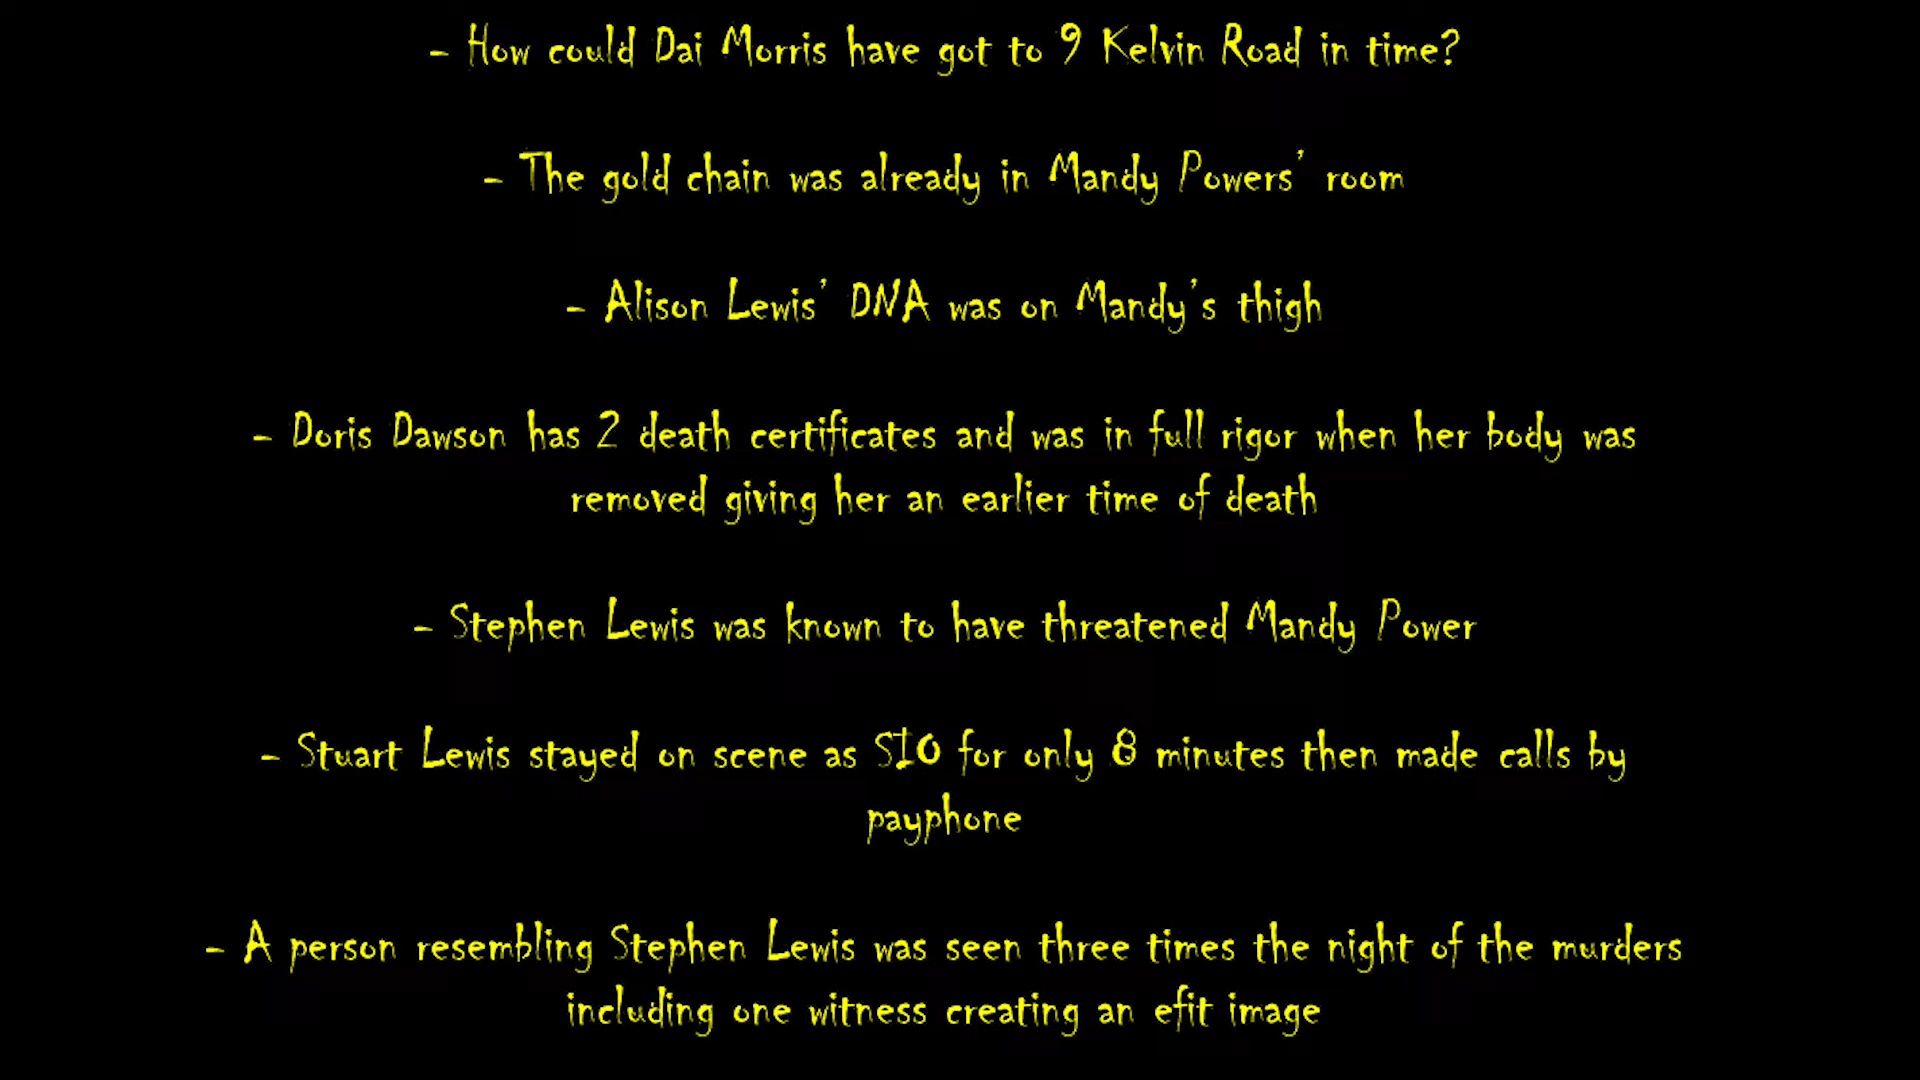 - How could Dai Morris have got to 9 Kelvin Road in time?
- The gold chain was already in Mandy Powers' room
- Alison Lewis' DNA was on Mandy's thigh
- Doris Dawson has 2 death certificates and was in full rigor when her body was
removed giving her an earlier time of death
- Stephen Lewis was known to have threatened Mandy Power
- Stuart Lewis stayed on scene as SIO for only 8 minutes then made calls by
payphone
- A person resembling Stephen Lewis was seen three times the night of the murders
including one witness creating an efit image